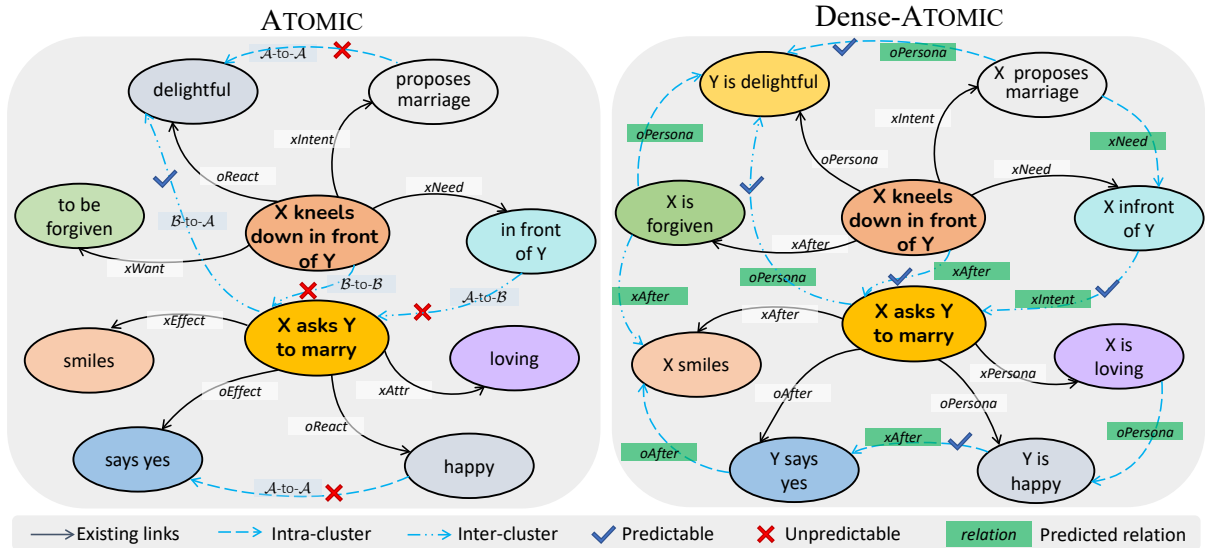 ATOMIC
𝒜-to-𝒜
delightful
proposes
marriage
xIntent
oReact
xNeed
to be
forgiven
X kneels
down in front
of Y
in front
of Y
ℬ-to-𝒜
xWant
ℬ-to-ℬ
𝒜-to-ℬ
xEffect
X asks Y
to marry
smiles
loving
oEffect
xAttr
oReact
says yes
happy
𝒜-to-𝒜
Dense-ATOMIC
oPersona
Y is delightful
X proposes
marriage
xIntent
oPersona
xNeed
oPersona
xNeed
X is
forgiven
X kneels
down in front
of Y
X infront
of Y
xAfter
oPersona
xAfter
xAfter
xIntent
xAfter
X asks Y
to marry
X smiles
X is
loving
xPersona
oAfter
oPersona
oPersona
xAfter
oAfter
Y says
yes
Y is
happy
Existing links
Intra-cluster
Inter-cluster
Predictable
Unpredictable
relation
Predicted relation